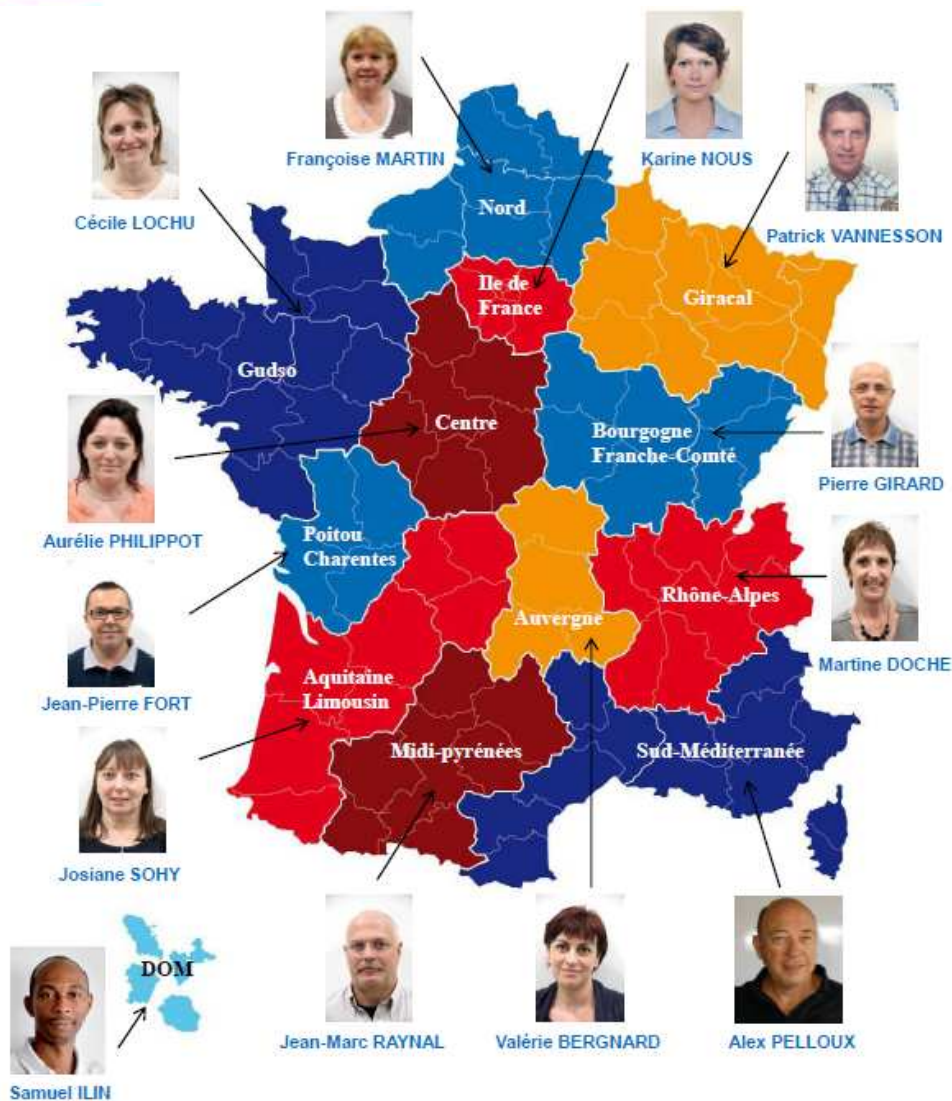 Françoise MARTIN
Karine NOUS
Cécile LOCHU
Nord
Patrick VANNESSON
Ile de
France
Giracal
Gudso
Centre
Bourgogne
Franche-Comté
Pierre GIRARD
Aurélie PHILIPPOT
Poitou
Charentes
Rhône-Alpes
Auvergne
Martine DOCHE
Jean-Pierre FORT
Aquitaine
Limousin
Midi-pyrénées
Sud-Méditerranée
Josiane SOHY
DOM
Jean-Marc RAYNAL
Valérie BERGNARD
Alex PELLOUX
Samuel ILIN